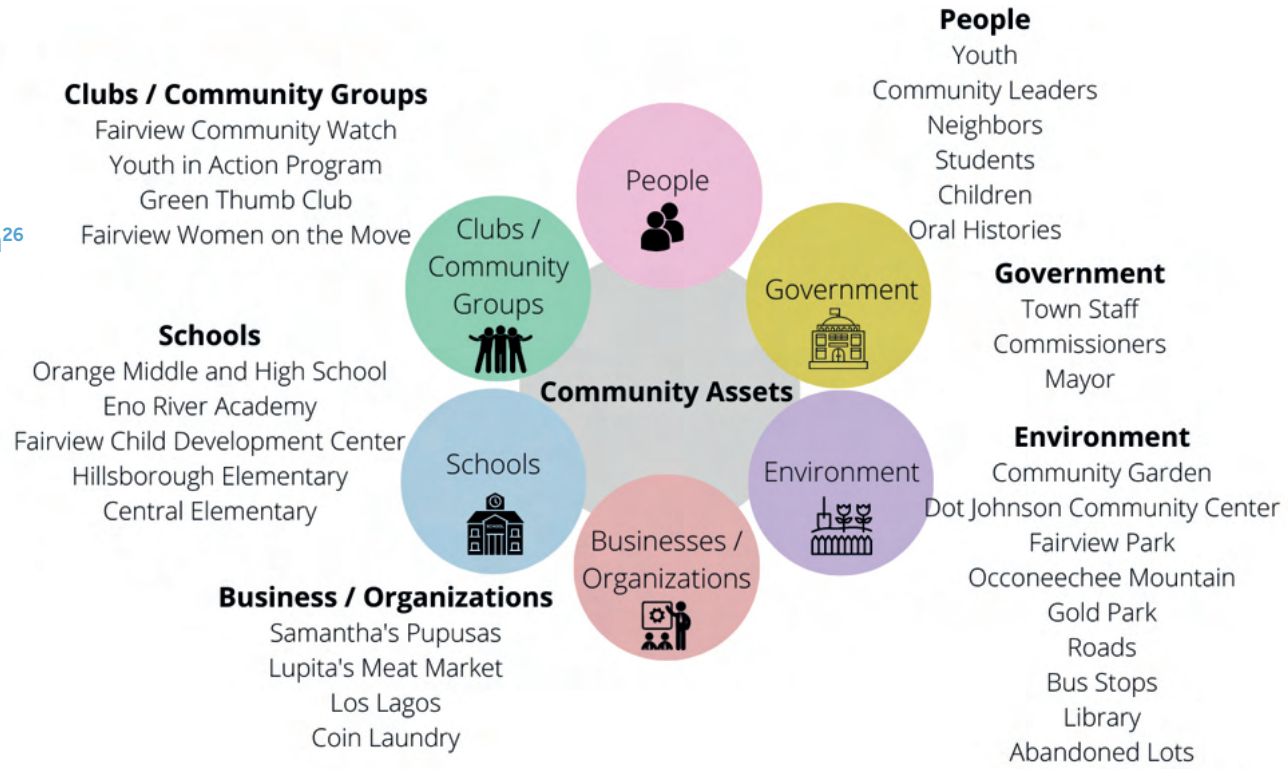 People
Youth
Community Leaders
Neighbors
Students
Children
Oral Histories
Clubs / Community Groups
Fairview Community Watch
Youth in Action Program
Green Thumb Club
Fairview Women on the Move
26
People
Clubs /
Community
Groups
Government
Government
Town Staff
Commissioners
Mayor
Schools
Orange Middle and High School
Eno River Academy
Fairview Child Development Center
Hillsborough Elementary
Central Elementary
Community Assets
Schools
Environment
Environment
Community Garden
Dot Johnson Community Center
Fairview Park
Occoneechee Mountain
Gold Park
Roads
Bus Stops
Library
Abandoned Lots
Businesses /
Organizations
SCHOOL
Business / Organizations
Samantha's Pupusas
Lupita's Meat Market
Los Lagos
Coin Laundry